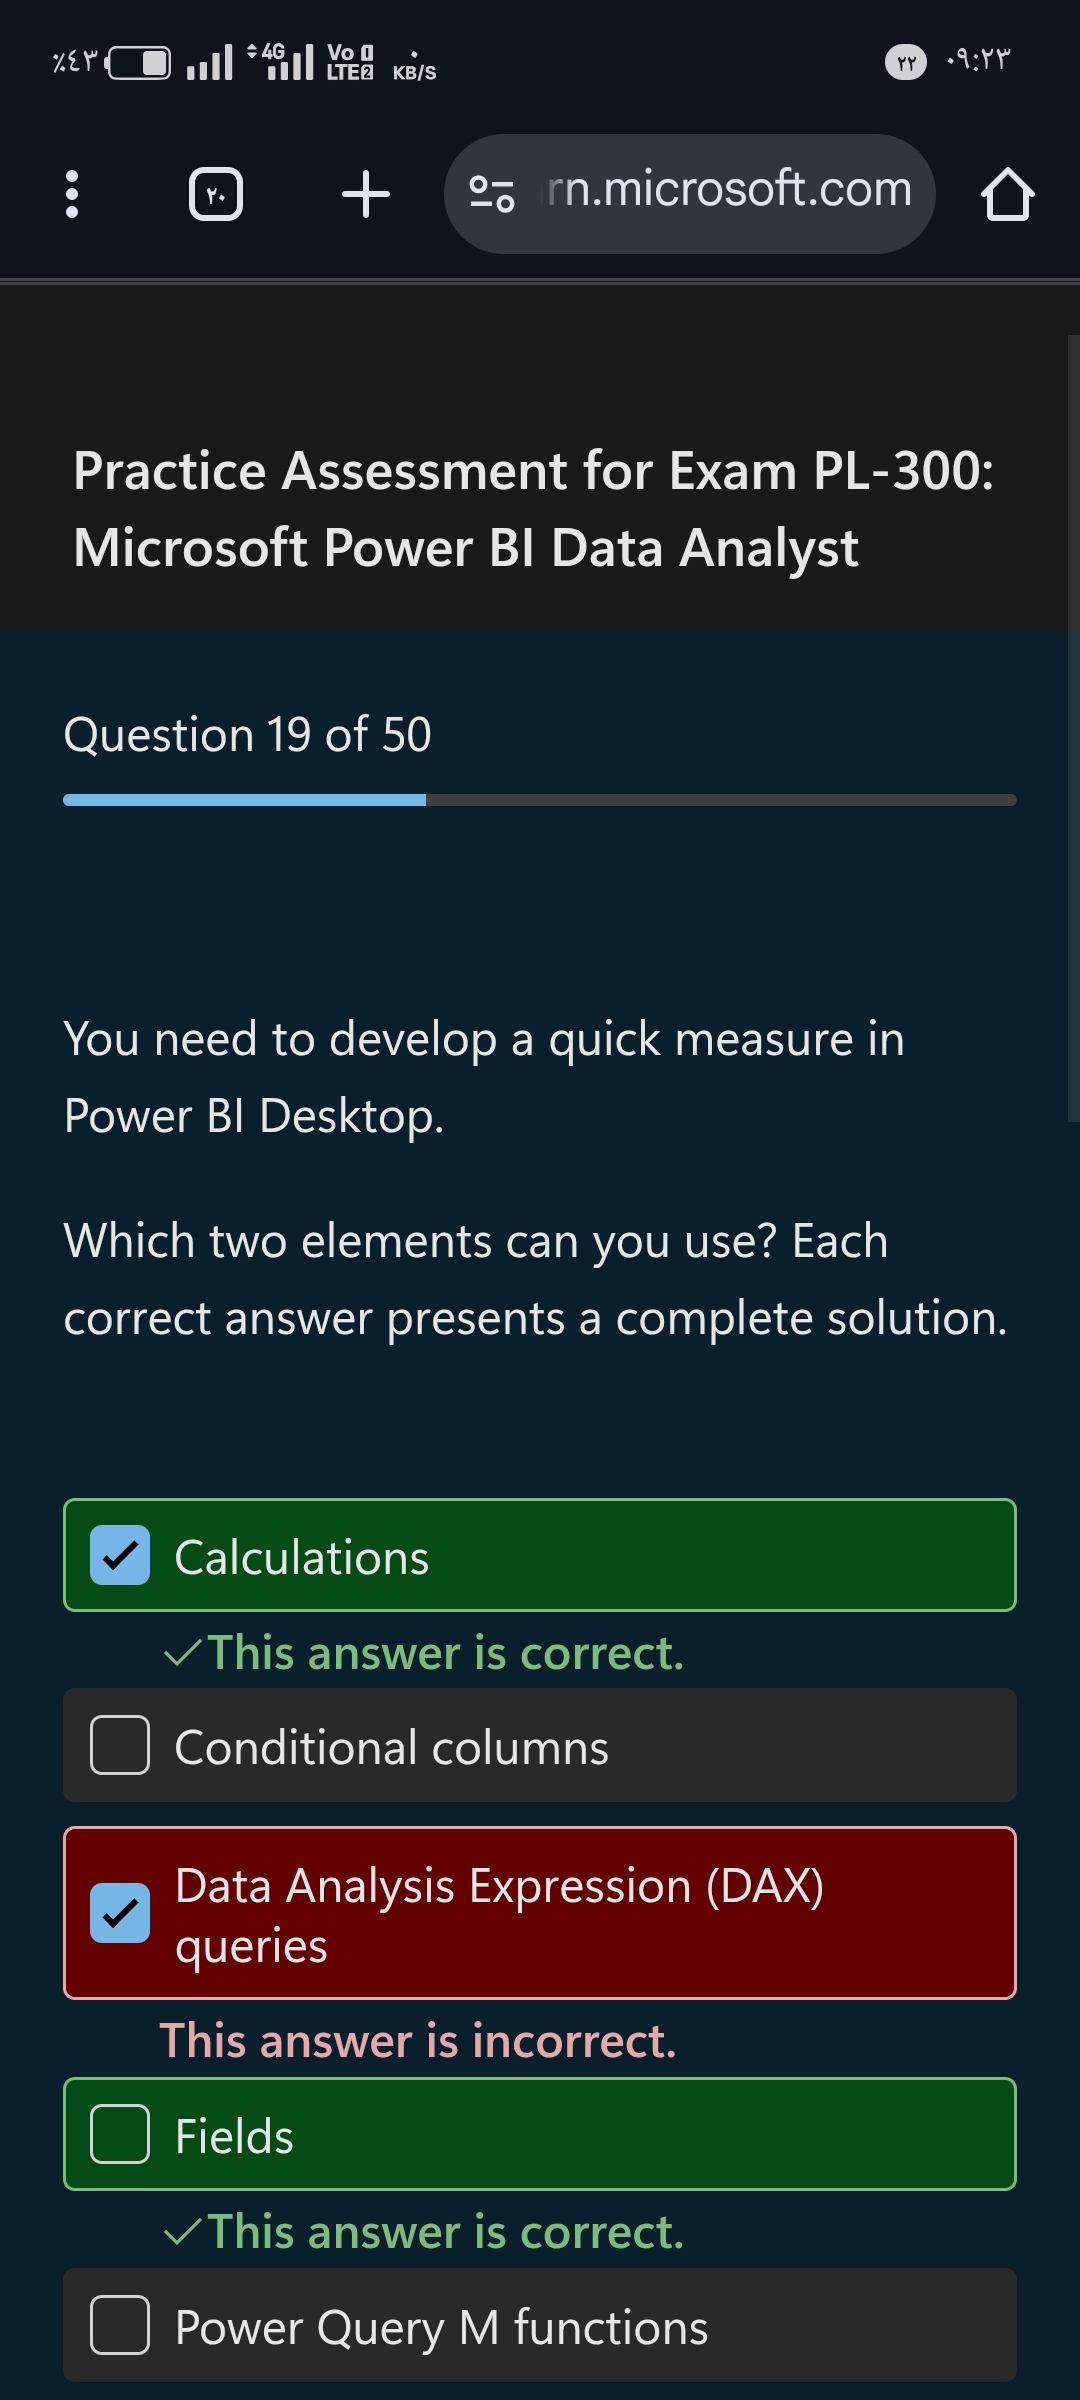 ٪٤٣
4G
Vo 1
LTE 2
٠
KB/S
٢٢
٠٩:٢٣
٢٠
rn.microsoft.com
Practice Assessment for Exam PL-300:
Microsoft Power BI Data Analyst
Question 19 of 50
You need to develop a quick measure in
Power BI Desktop.
Which two elements can you use? Each
correct answer presents a complete solution.
Calculations
This answer is correct.
Conditional columns
Data Analysis Expression (DAX)
queries
This answer is incorrect.
Fields
This answer is correct.
Power Query M functions